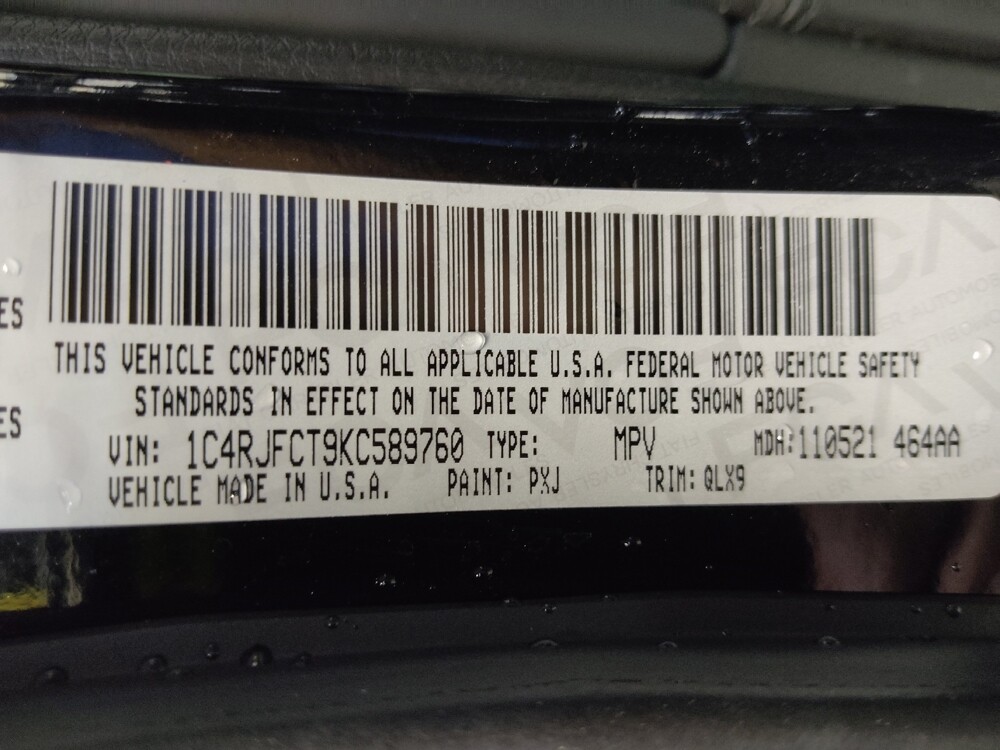 ES
THIS VEHICLE CONFORMS TO ALL APPLICABLE U.S.A. FEDERAL MOTOR VEHICLE SAFETY
STANDARDS IN EFFECT ON THE DATE OF MANUFACTURE SHOWN ABOVE.
ES
VIN: 1C4RJFCT9KC589760 TYPE: MPV MDH:110521 464AA
VEHICLE MADE IN U.S.A. PAINT: PXJ TRIM: QLX9